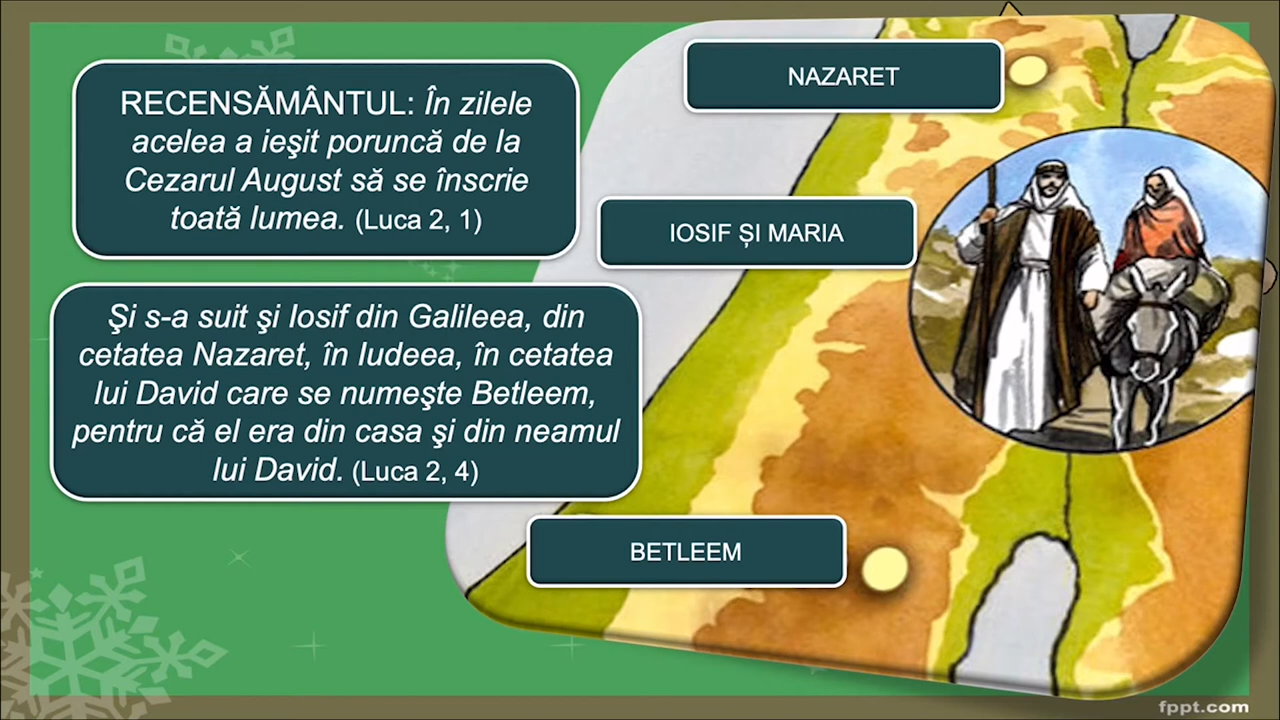 RECENSĂMÂNTUL: În zilele
acelea a ieşit poruncă de la
Cezarul August să se înscrie
toată lumea. (Luca 2, 1)
Şi s-a suit şi Iosif din Galileea, din
cetatea Nazaret, în Iudeea, în cetatea
lui David care se numeşte Betleem,
pentru că el era din casa şi din neamul
lui David. (Luca 2, 4)
NAZARET
IOSIF ȘI MARIA
BETLEEM
fppt.com